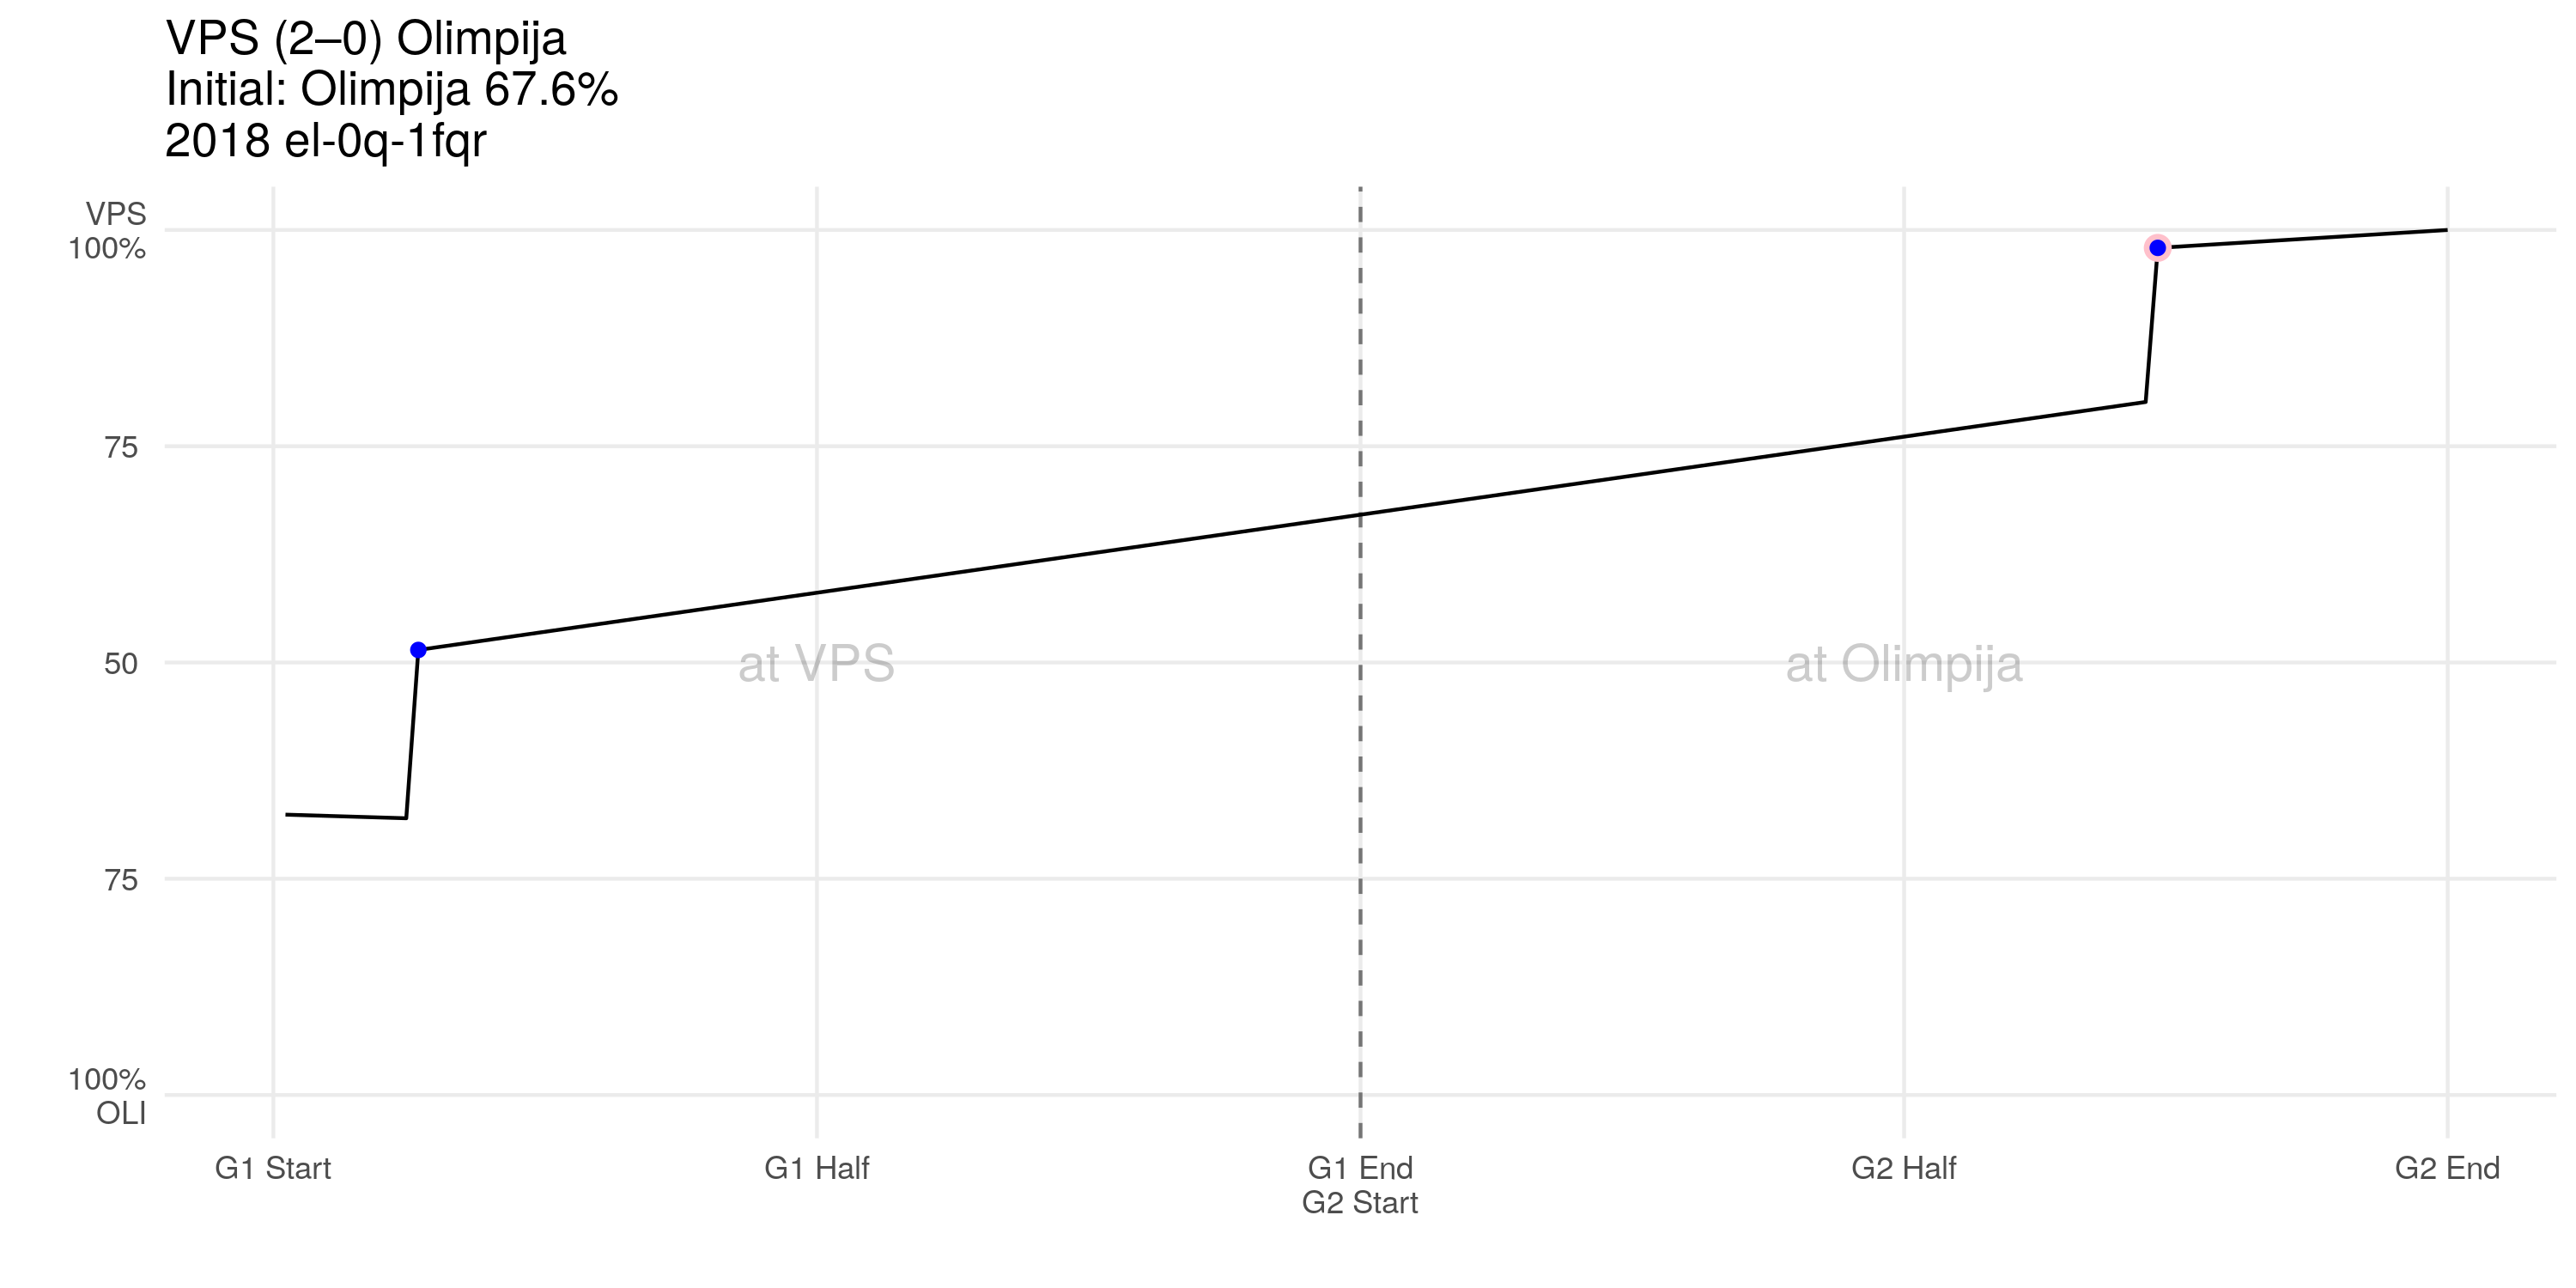 VPS (2–0) Olimpija
Initial: Olimpija 67.6%
2018 el-0q-1fqr
VPS
100%
75
50
75
100%
OLI
at VPS
at Olimpija
G1 Start
G1 Half
G1 End
G2 Start
G2 Half
G2 End